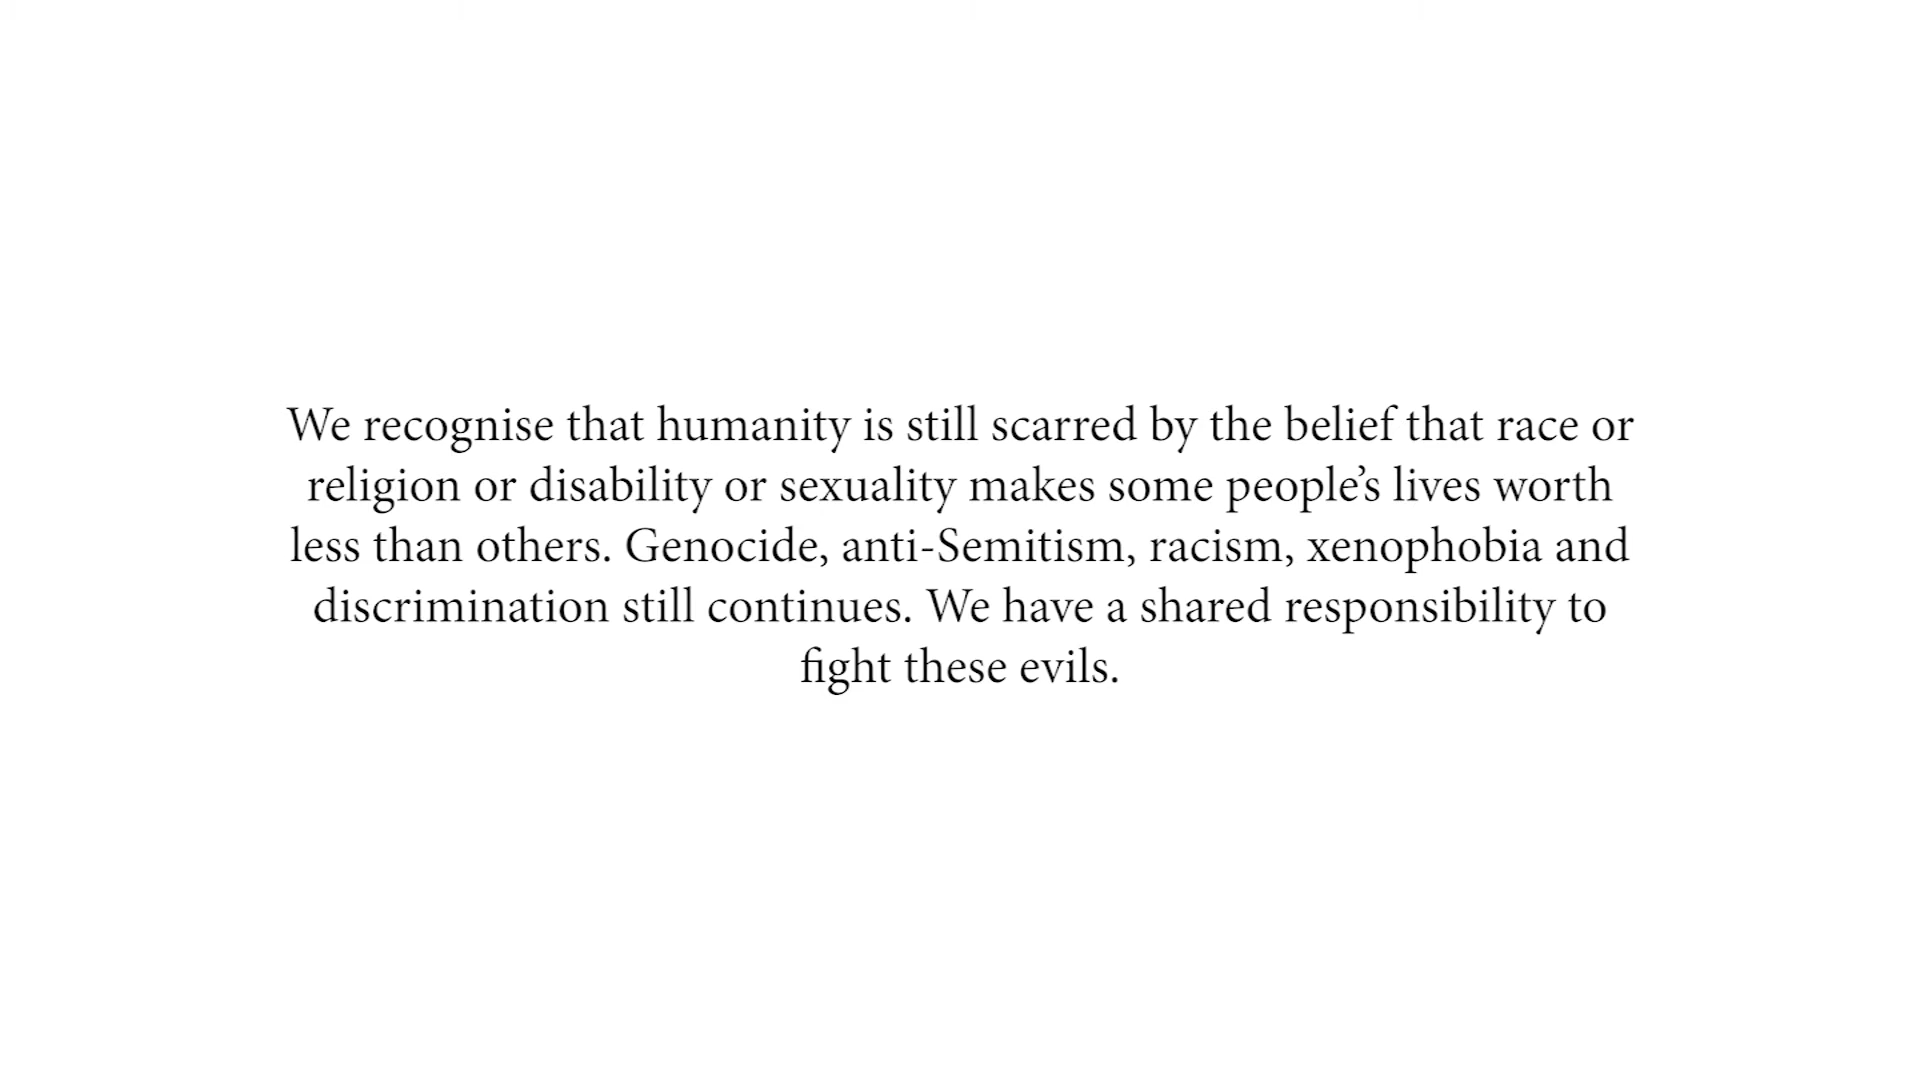 We recognise that humanity is still scarred by the belief that race or
religion or disability or sexuality makes some people’s lives worth
less than others. Genocide, anti-Semitism, racism, xenophobia and
discrimination still continues. We have a shared responsibility to
fight these evils.